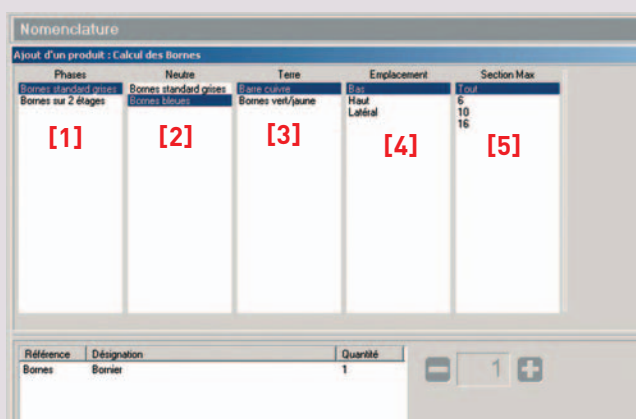 Nomenclature
Ajout d'un produit : Calcul des Bornes
Phases Neutre Terre Emplacement Section Max
Bornes standard grises Bornes standard grises Barre cuivre Bas Tout
Bornes sur 2 étages Bornes bleues Bornes vert/jaune Haut 6
Latéral 10
16
[1] [2] [3] [4] [5]
Référence Désignation Quantité
Bornes Bornier 1
1